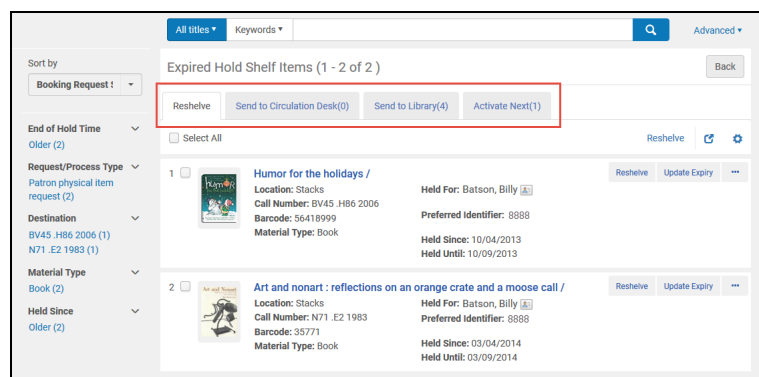 All titles Keywords Advanced
Sort by
Booking Request S
End of Hold Time
Older (2)
Request/Process Type
Patron physical item
request (2)
Destination
BV45 .H86 2006 (1)
N71 .E2 1983 (1)
Material Type
Book (2)
Held Since
Older (2)
Expired Hold Shelf Items (1 - 2 of 2 ) Back
Reshelve Send to Circulation Desk(0) Send to Library(4) Activate Next(1)
Select All Reshelve
1 Humor for the holidays / Reshelve Update Expiry ···
Location: Stacks Held For: Batson, Billy
Call Number: BV45 .H86 2006
Barcode: 56418999 Preferred Identifier: 8888
Material Type: Book
Held Since: 10/04/2013
Held Until: 10/09/2013
humor
2 Art and nonart : reflections on an orange crate and a moose call / Reshelve Update Expiry ···
Location: Stacks Held For: Batson, Billy
Call Number: N71 .E2 1983 Preferred Identifier: 8888
Barcode: 35771
Material Type: Book Held Since: 03/04/2014
Held Until: 03/09/2014
Art and Nonart